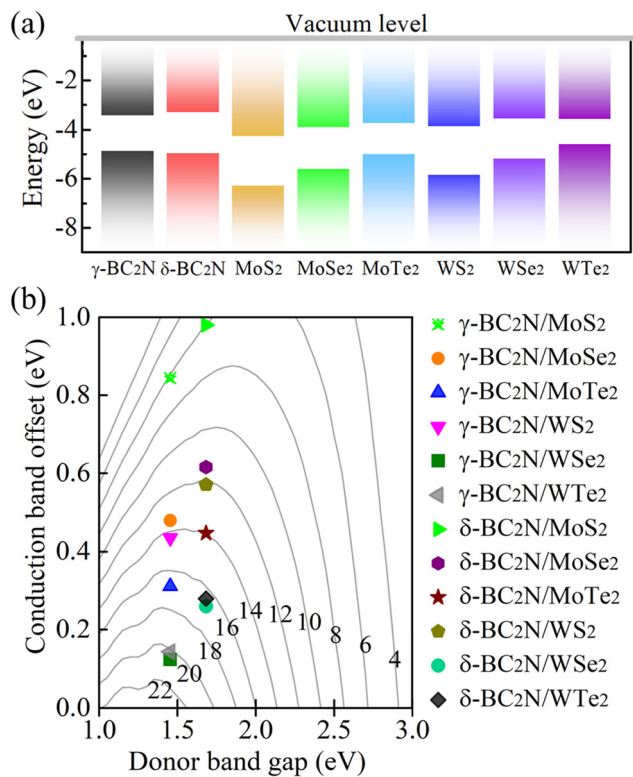 (a)
Vacuum level
Energy (eV)
-2
-4
-6
-8
γ-BC2N δ-BC2N MoS2 MoSe2 MoTe2 WS2 WSe2 WTe2
(b)
Conduction band offset (eV)
1.0
0.8
0.6
0.4
0.2
0.0
22 20 18 16 14 12 10 8 6 4
1.0 1.5 2.0 2.5 3.0
Donor band gap (eV)
γ-BC2N/MoS2
γ-BC2N/MoSe2
γ-BC2N/MoTe2
γ-BC2N/WS2
γ-BC2N/WSe2
γ-BC2N/WTe2
δ-BC2N/MoS2
δ-BC2N/MoSe2
δ-BC2N/MoTe2
δ-BC2N/WS2
δ-BC2N/WSe2
δ-BC2N/WTe2